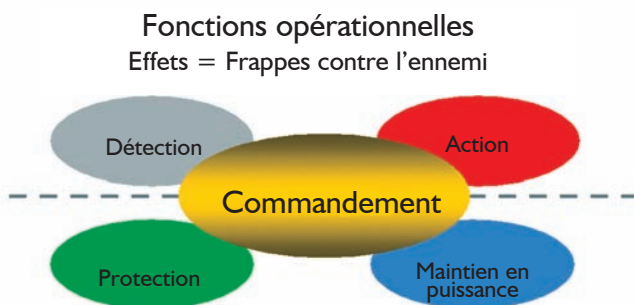 Fonctions opérationnelles
Effets = Frappes contre l'ennemi
Détection
Action
Commandement
Protection
Maintien en
puissance